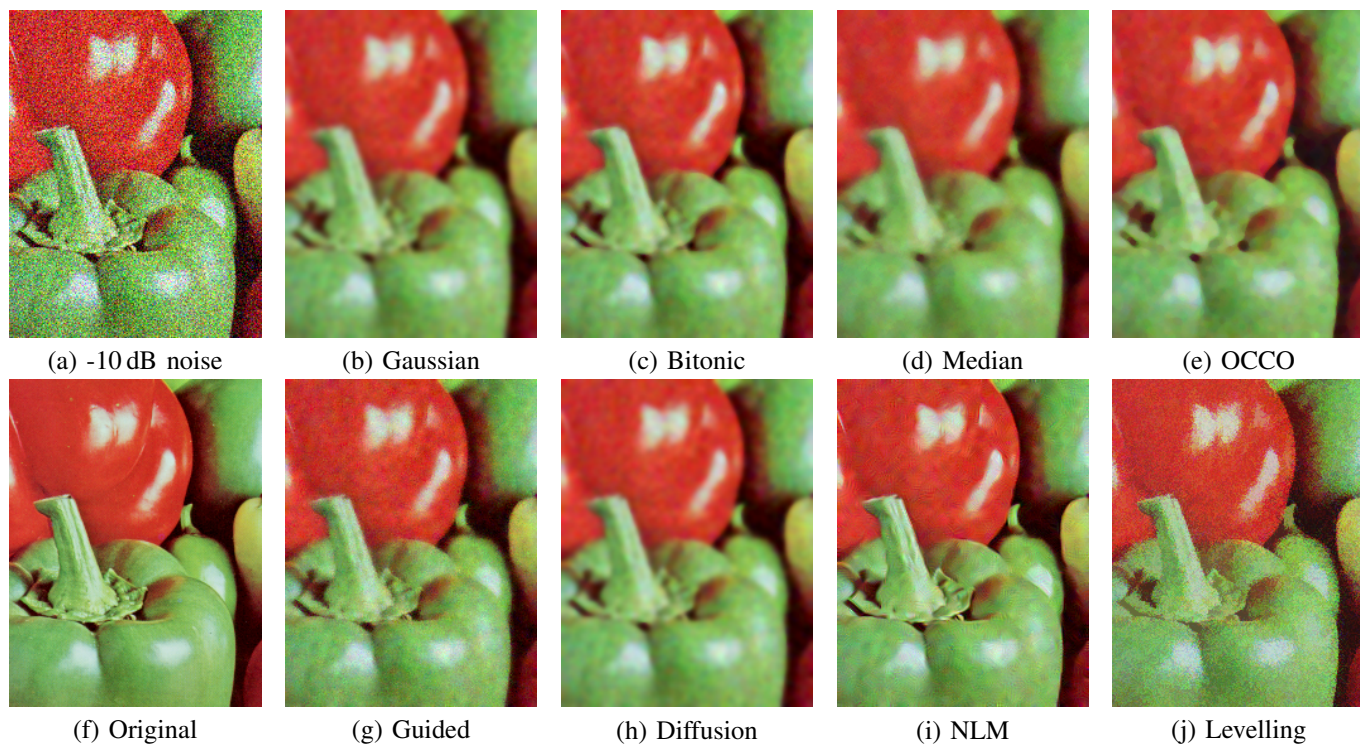 (a) -10 dB noise
(b) Gaussian
(c) Bitonic
(d) Median
(e) OCCO
(f) Original
(g) Guided
(h) Diffusion
(i) NLM
(j) Levelling